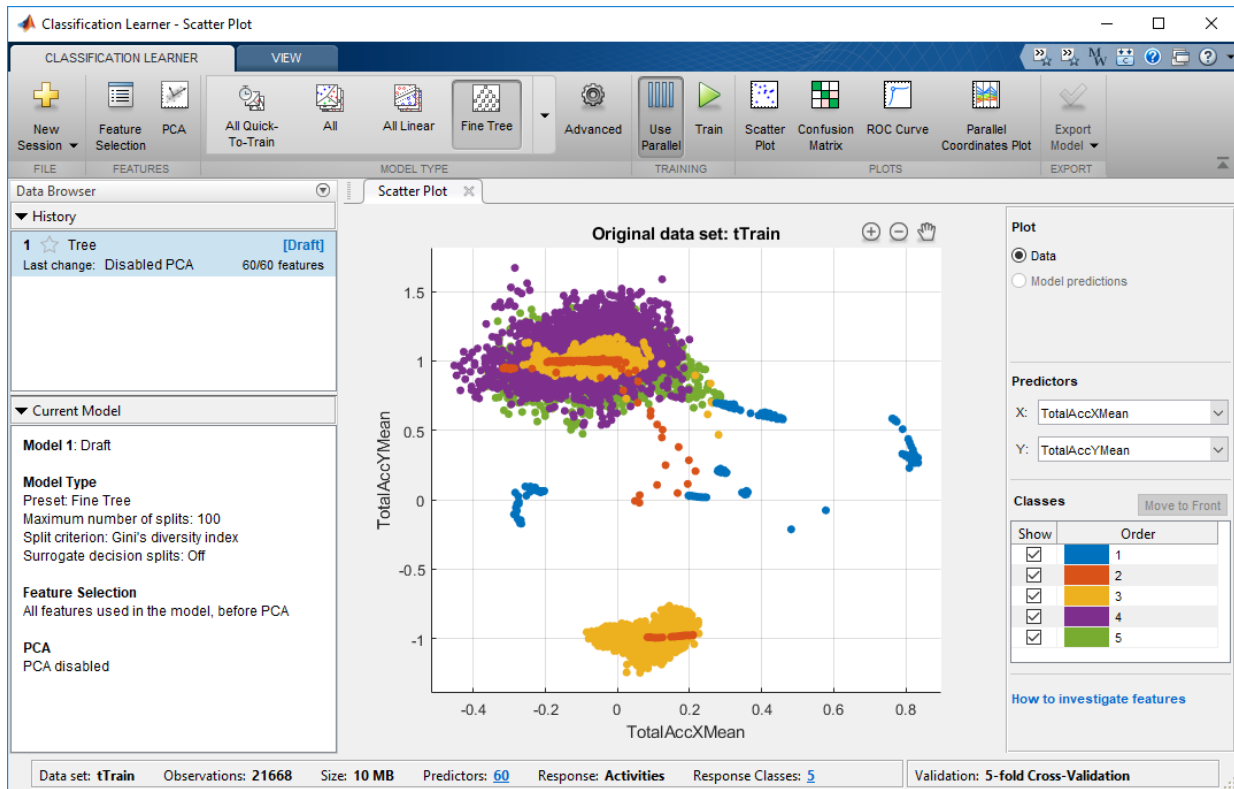 Classification Learner - Scatter Plot
CLASSIFICATION LEARNER VIEW
New Session
Feature Selection
PCA
All Quick-To-Train
All
All Linear
Fine Tree
Advanced
Use Parallel
Train
Scatter Plot
Confusion Matrix
ROC Curve
Parallel Coordinates Plot
Export Model
FILE FEATURES MODEL TYPE TRAINING PLOTS EXPORT
Data Browser
History
1 Tree [Draft]
Last change: Disabled PCA 60/60 features
Current Model
Model 1: Draft
Model Type
Preset: Fine Tree
Maximum number of splits: 100
Split criterion: Gini's diversity index
Surrogate decision splits: Off
Feature Selection
All features used in the model, before PCA
PCA
PCA disabled
Scatter Plot
Original data set: tTrain
TotalAccYMean
1.5
1
0.5
0
-0.5
-1
-0.4 -0.2 0 0.2 0.4 0.6 0.8
TotalAccXMean
Plot
Data
Model predictions
Predictors
X: TotalAccXMean
Y: TotalAccYMean
Classes Move to Front
Show Order
1
2
3
4
5
How to investigate features
Data set: tTrain Observations: 21668 Size: 10 MB Predictors: 60 Response: Activities Response Classes: 5 Validation: 5-fold Cross-Validation